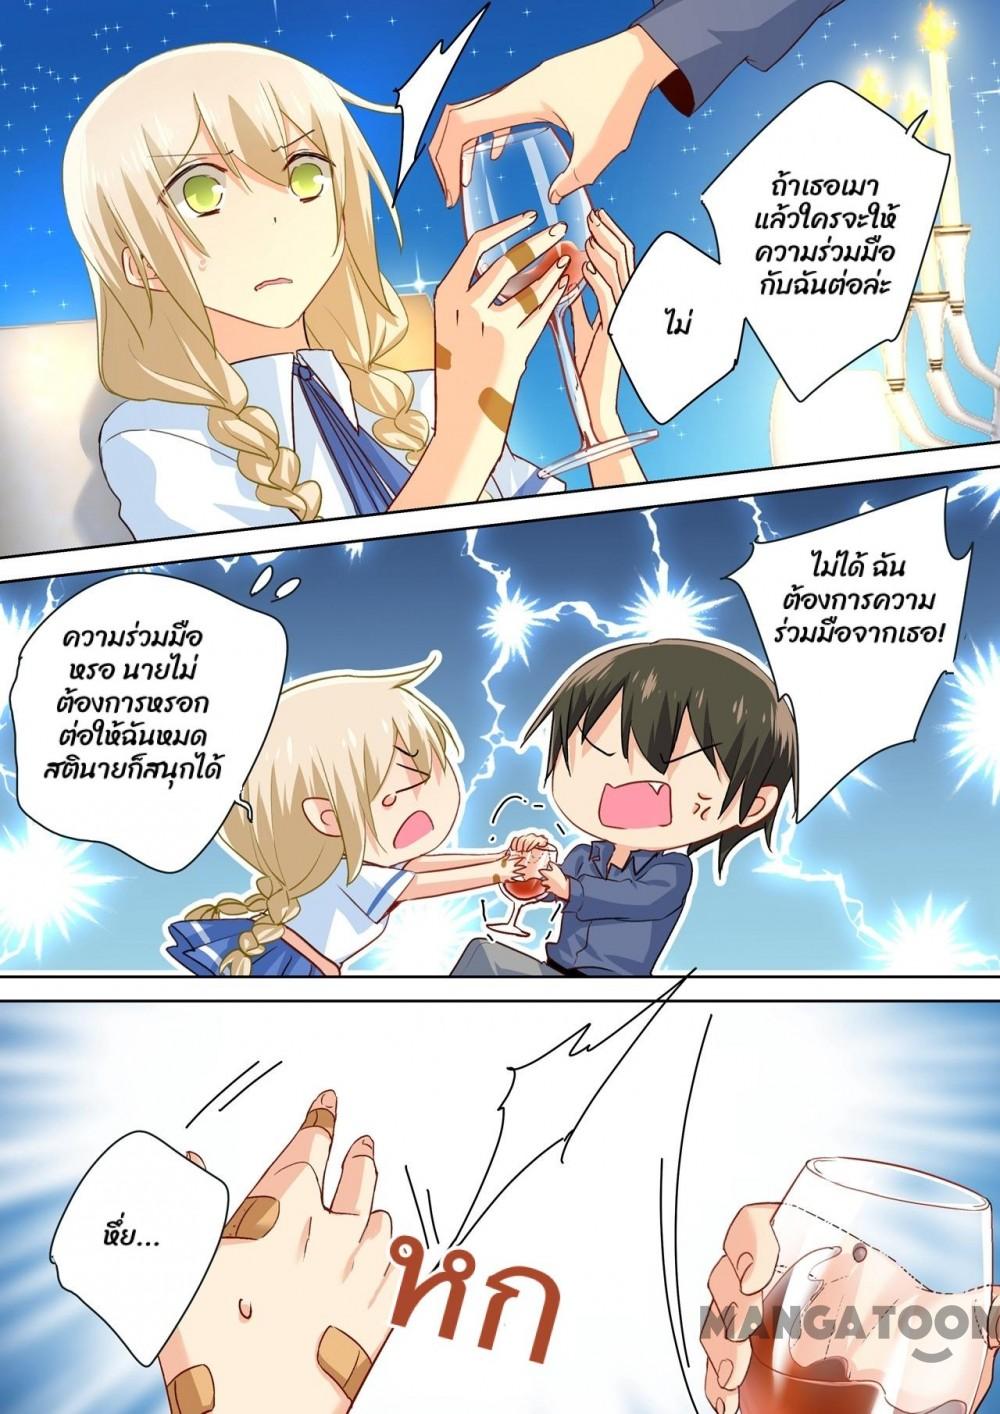 ถ้าเธอเมา
แล้วใครจะให้
ความร่วมมือ
กับฉันต่อล่ะ
ไม่
ไม่ได้ ฉัน
ต้องการความ
ร่วมมือจากเธอ!
ความร่วมมือ
หรอ นายไม่
ต้องการหรอก
ต่อให้ฉันหมด
สตินายก็สนุกได้
หึ่ย...
หก
MANGATOON